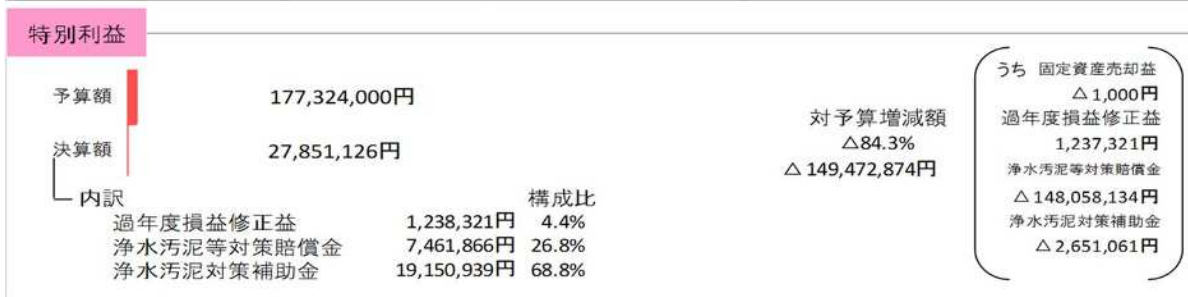 特別利益
予算額 177,324,000円
決算額 27,851,126円
内訳 構成比
過年度損益修正益 1,238,321円 4.4%
浄水汚泥等対策賠償金 7,461,866円 26.8%
浄水汚泥対策補助金 19,150,939円 68.8%
対予算増減額
△84.3%
△ 149,472,874円
うち 固定資産売却益
△ 1,000円
過年度損益修正益
1,237,321円
浄水汚泥等対策賠償金
△ 148,058,134円
浄水汚泥対策補助金
△ 2,651,061円